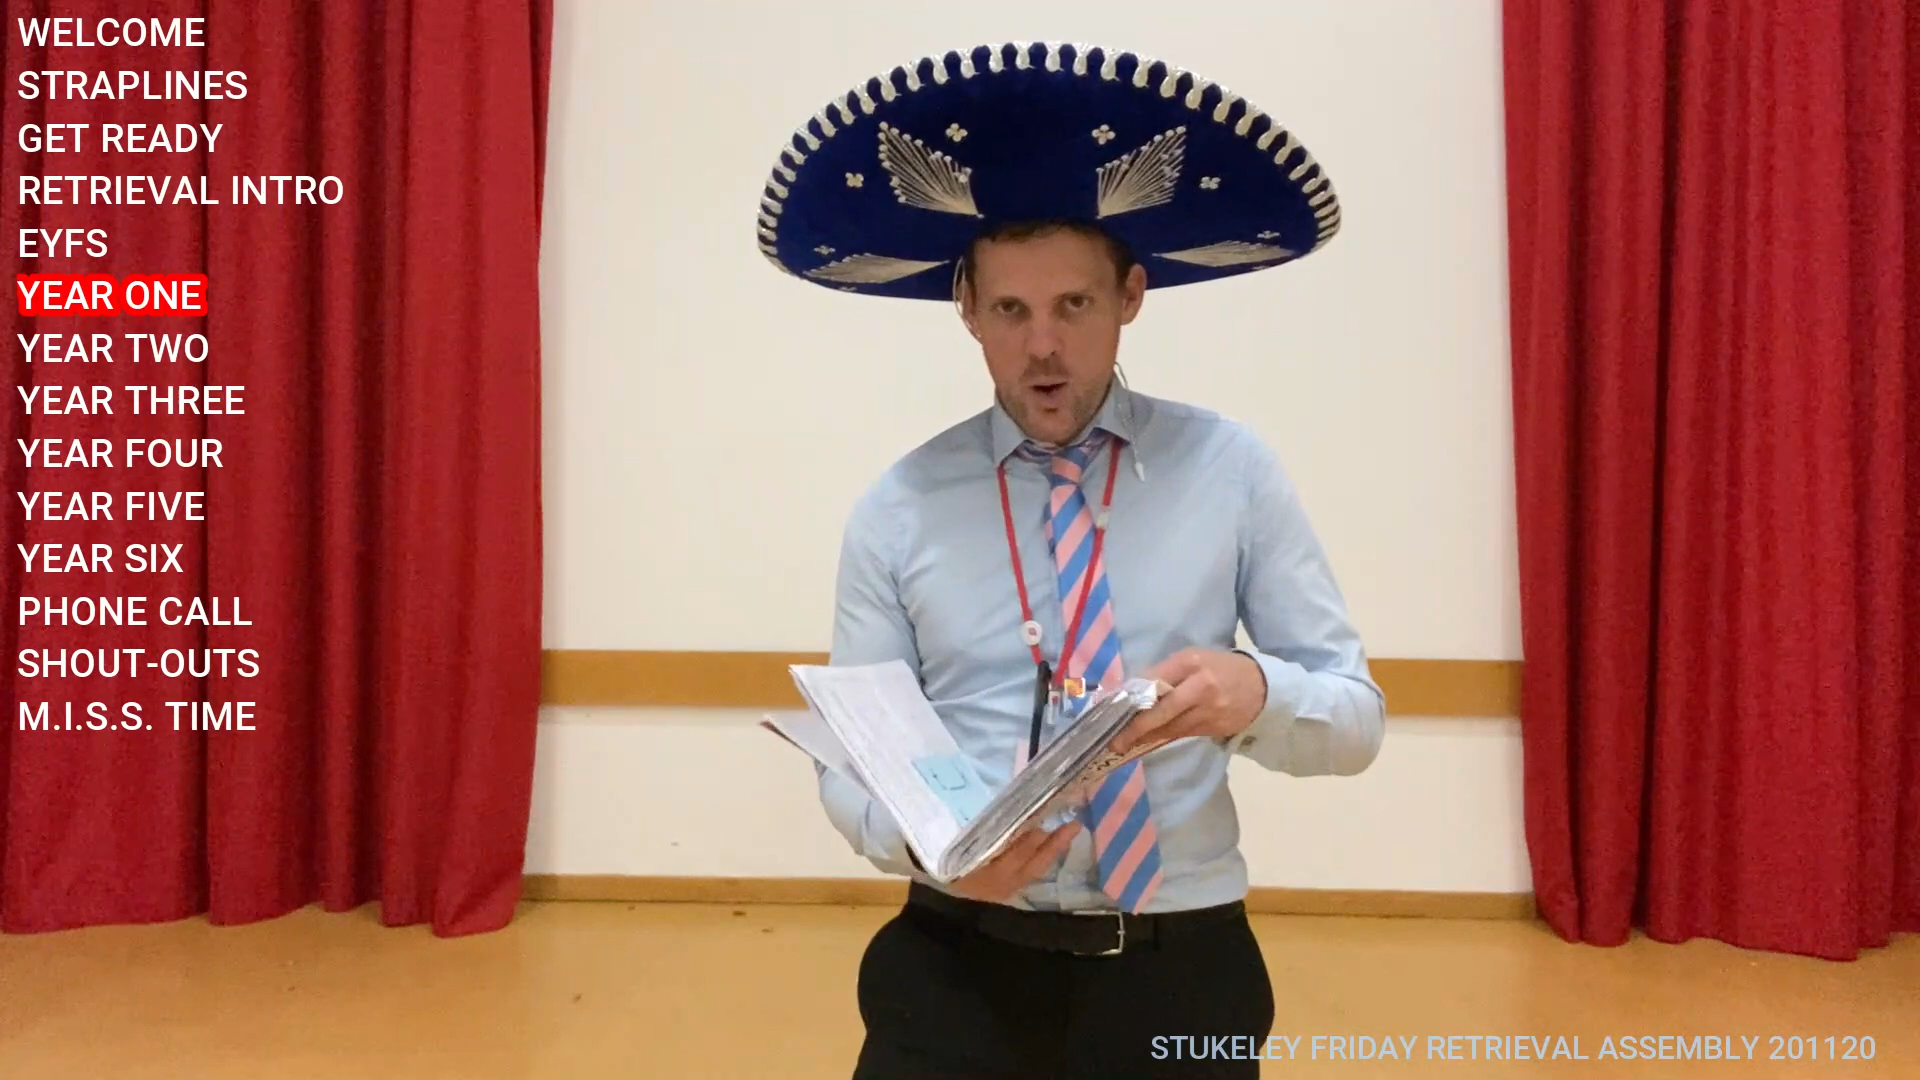 WELCOME
STRAPLINES
GET READY
RETRIEVAL INTRO
EYFS
YEAR ONE
YEAR TWO
YEAR THREE
YEAR FOUR
YEAR FIVE
YEAR SIX
PHONE CALL
SHOUT-OUTS
M.I.S.S. TIME
STUKELEY FRIDAY RETRIEVAL ASSEMBLY 201120